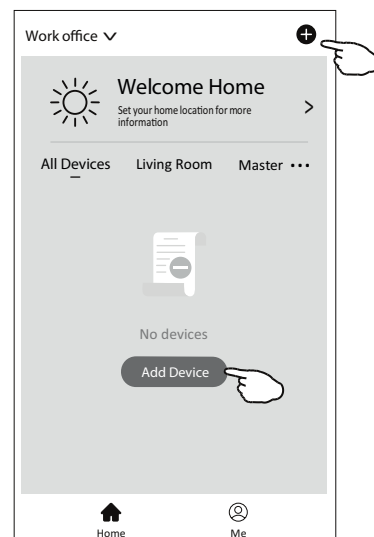 Work office
Welcome Home
Set your home location for more
information
All Devices Living Room Master
No devices
Add Device
Home Me